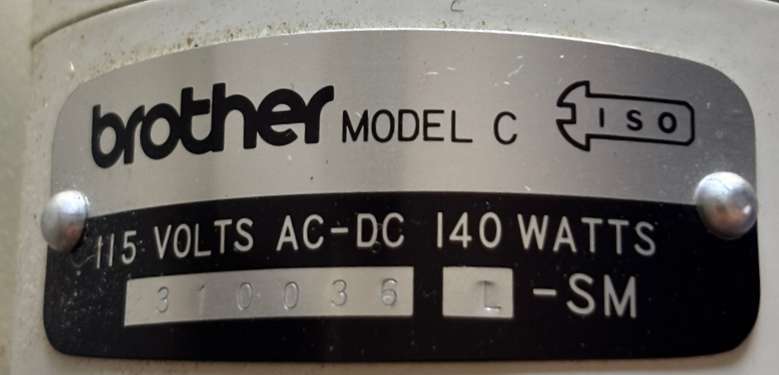 brother MODEL C ISO
115 VOLTS AC-DC 140 WATTS
310036 L -SM